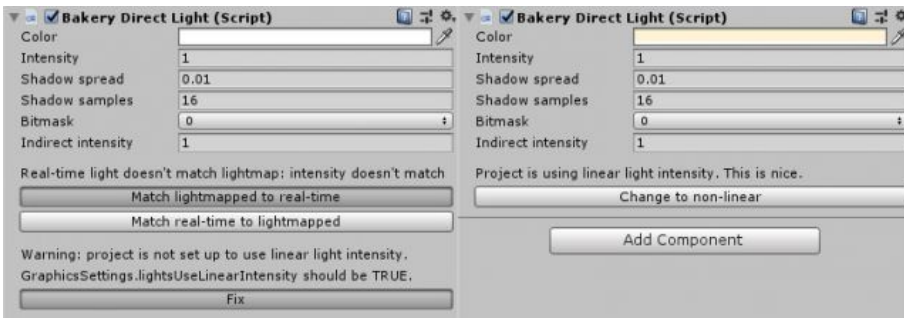 Bakery Direct Light (Script)
Color
Intensity 1
Shadow spread 0.01
Shadow samples 16
Bitmask 0
Indirect intensity 1
Real-time light doesn't match lightmap: intensity doesn't match
Match lightmapped to real-time
Match real-time to lightmapped
Warning: project is not set up to use linear light intensity.
GraphicsSettings.lightsUseLinearIntensity should be TRUE.
Fix
Bakery Direct Light (Script)
Color
Intensity 1
Shadow spread 0.01
Shadow samples 16
Bitmask 0
Indirect intensity 1
Project is using linear light intensity. This is nice.
Change to non-linear
Add Component